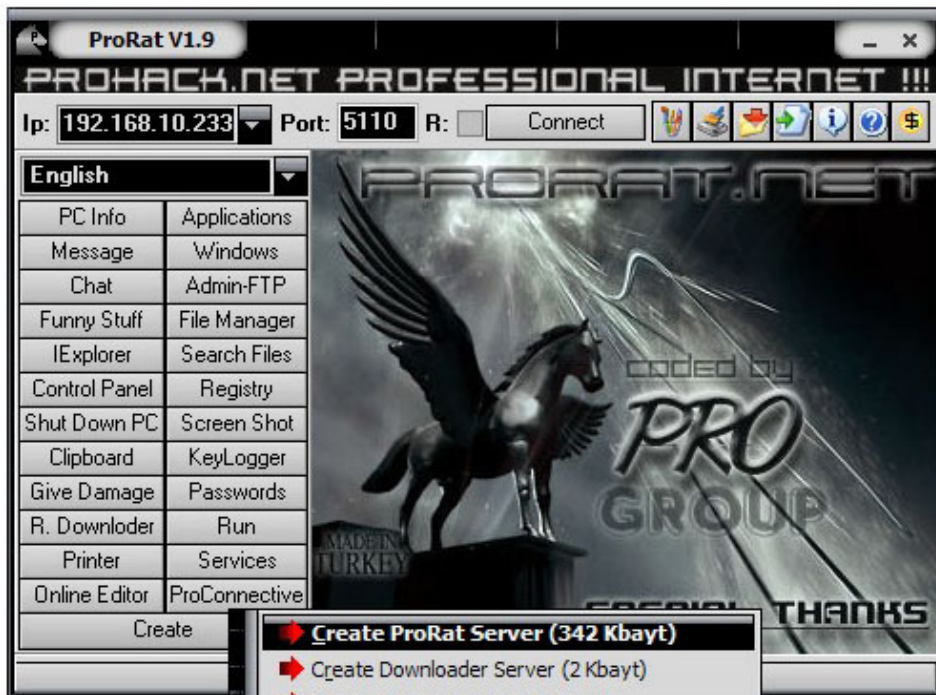 ProRat V1.9
PROHACK.NET PROFESSIONAL INTERNET !!!
Ip: 192.168.10.233 Port: 5110 R: Connect
English
PRORAT.NET
PC Info Applications
Message Windows
Chat Admin-FTP
Funny Stuff File Manager
IExplorer Search Files
Control Panel Registry
Shut Down PC Screen Shot
Clipboard KeyLogger
Give Damage Passwords
R. Downloder Run
Printer Services
Online Editor ProConnective
Create
coded by
PRO
GROUP
MADE IN
TURKEY
SPECIAL THANKS
Create ProRat Server (342 Kbayt)
Create Downloader Server (2 Kbayt)